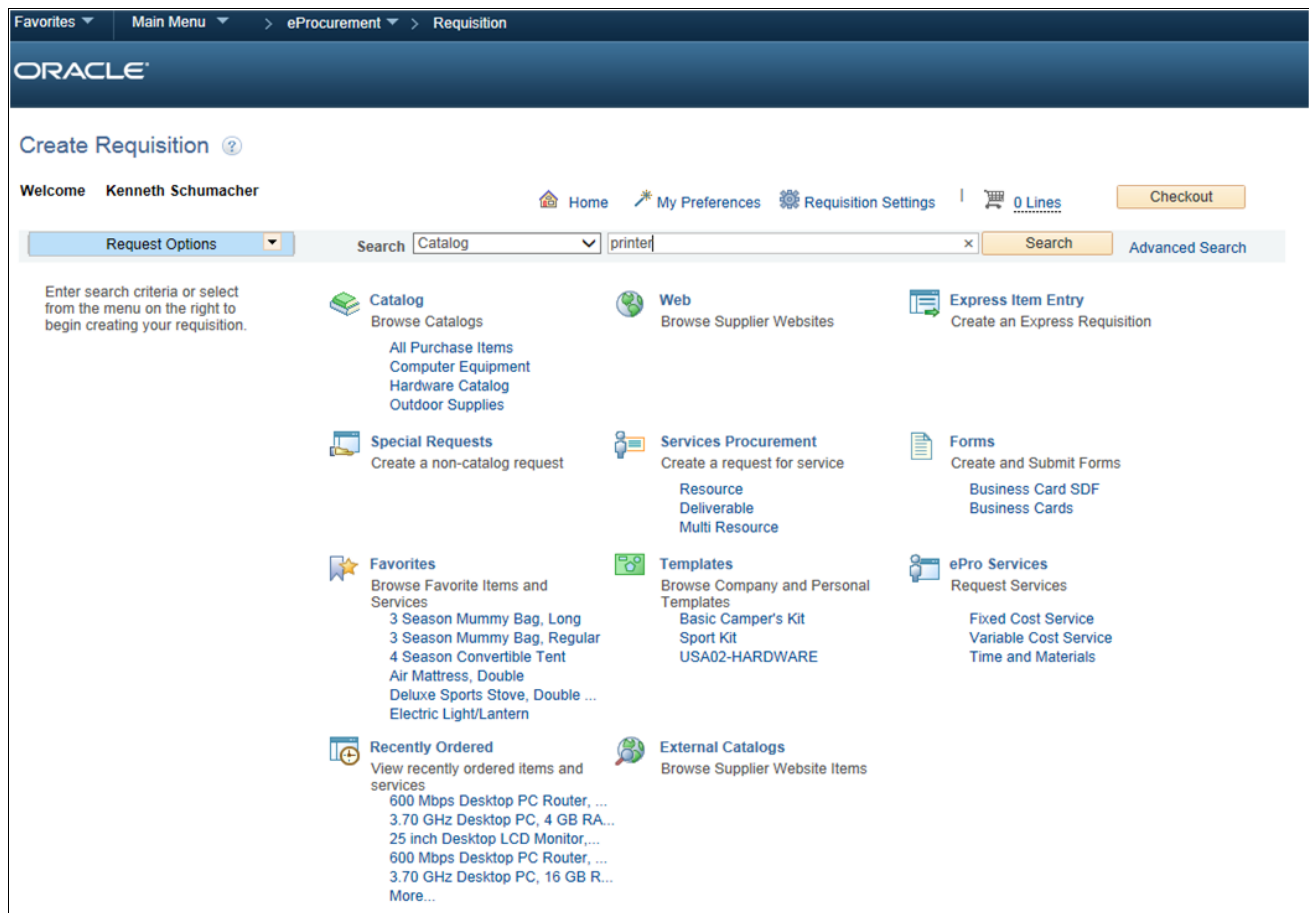 Favorites Main Menu > eProcurement > Requisition
ORACLE
Create Requisition ?
Welcome Kenneth Schumacher
Home My Preferences Requisition Settings | 0 Lines Checkout
Request Options Search Catalog printer × Search Advanced Search
Enter search criteria or select
from the menu on the right to
begin creating your requisition.
Catalog
Browse Catalogs
All Purchase Items
Computer Equipment
Hardware Catalog
Outdoor Supplies
Web
Browse Supplier Websites
Express Item Entry
Create an Express Requisition
Special Requests
Create a non-catalog request
Services Procurement
Create a request for service
Resource
Deliverable
Multi Resource
Forms
Create and Submit Forms
Business Card SDF
Business Cards
Favorites
Browse Favorite Items and
Services
3 Season Mummy Bag, Long
3 Season Mummy Bag, Regular
4 Season Convertible Tent
Air Mattress, Double
Deluxe Sports Stove, Double ...
Electric Light/Lantern
Templates
Browse Company and Personal
Templates
Basic Camper's Kit
Sport Kit
USA02-HARDWARE
ePro Services
Request Services
Fixed Cost Service
Variable Cost Service
Time and Materials
Recently Ordered
View recently ordered items and
services
600 Mbps Desktop PC Router, ...
3.70 GHz Desktop PC, 4 GB RA...
25 inch Desktop LCD Monitor,...
600 Mbps Desktop PC Router, ...
3.70 GHz Desktop PC, 16 GB R...
More...
External Catalogs
Browse Supplier Website Items